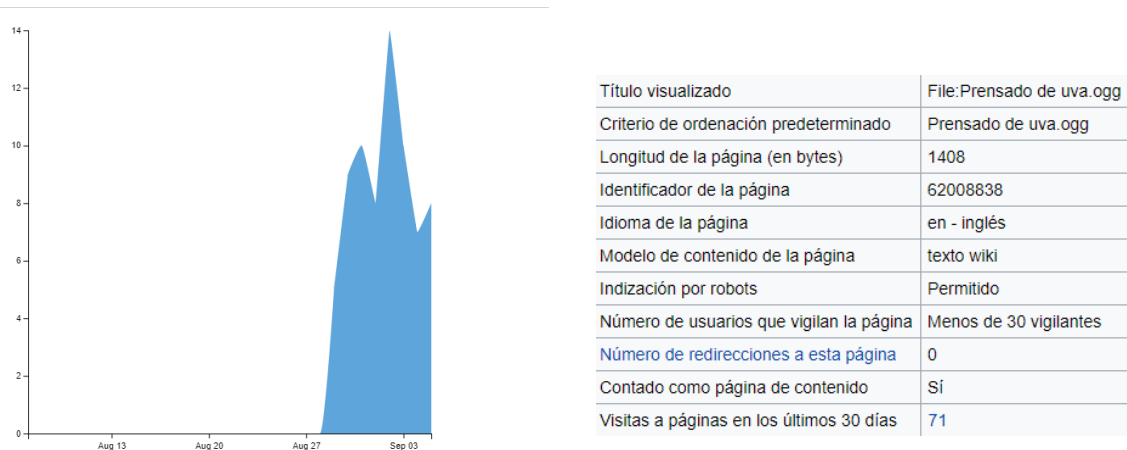 14
12
10
8
6
4
2
0
Aug 13 Aug 20 Aug 27 Sep 03
Título visualizado File:Prensado de uva.ogg
Criterio de ordenación predeterminado Prensado de uva.ogg
Longitud de la página (en bytes) 1408
Identificador de la página 62008838
Idioma de la página en - inglés
Modelo de contenido de la página texto wiki
Indización por robots Permitido
Número de usuarios que vigilan la página Menos de 30 vigilantes
Número de redirecciones a esta página 0
Contado como página de contenido Sí
Visitas a páginas en los últimos 30 días 71